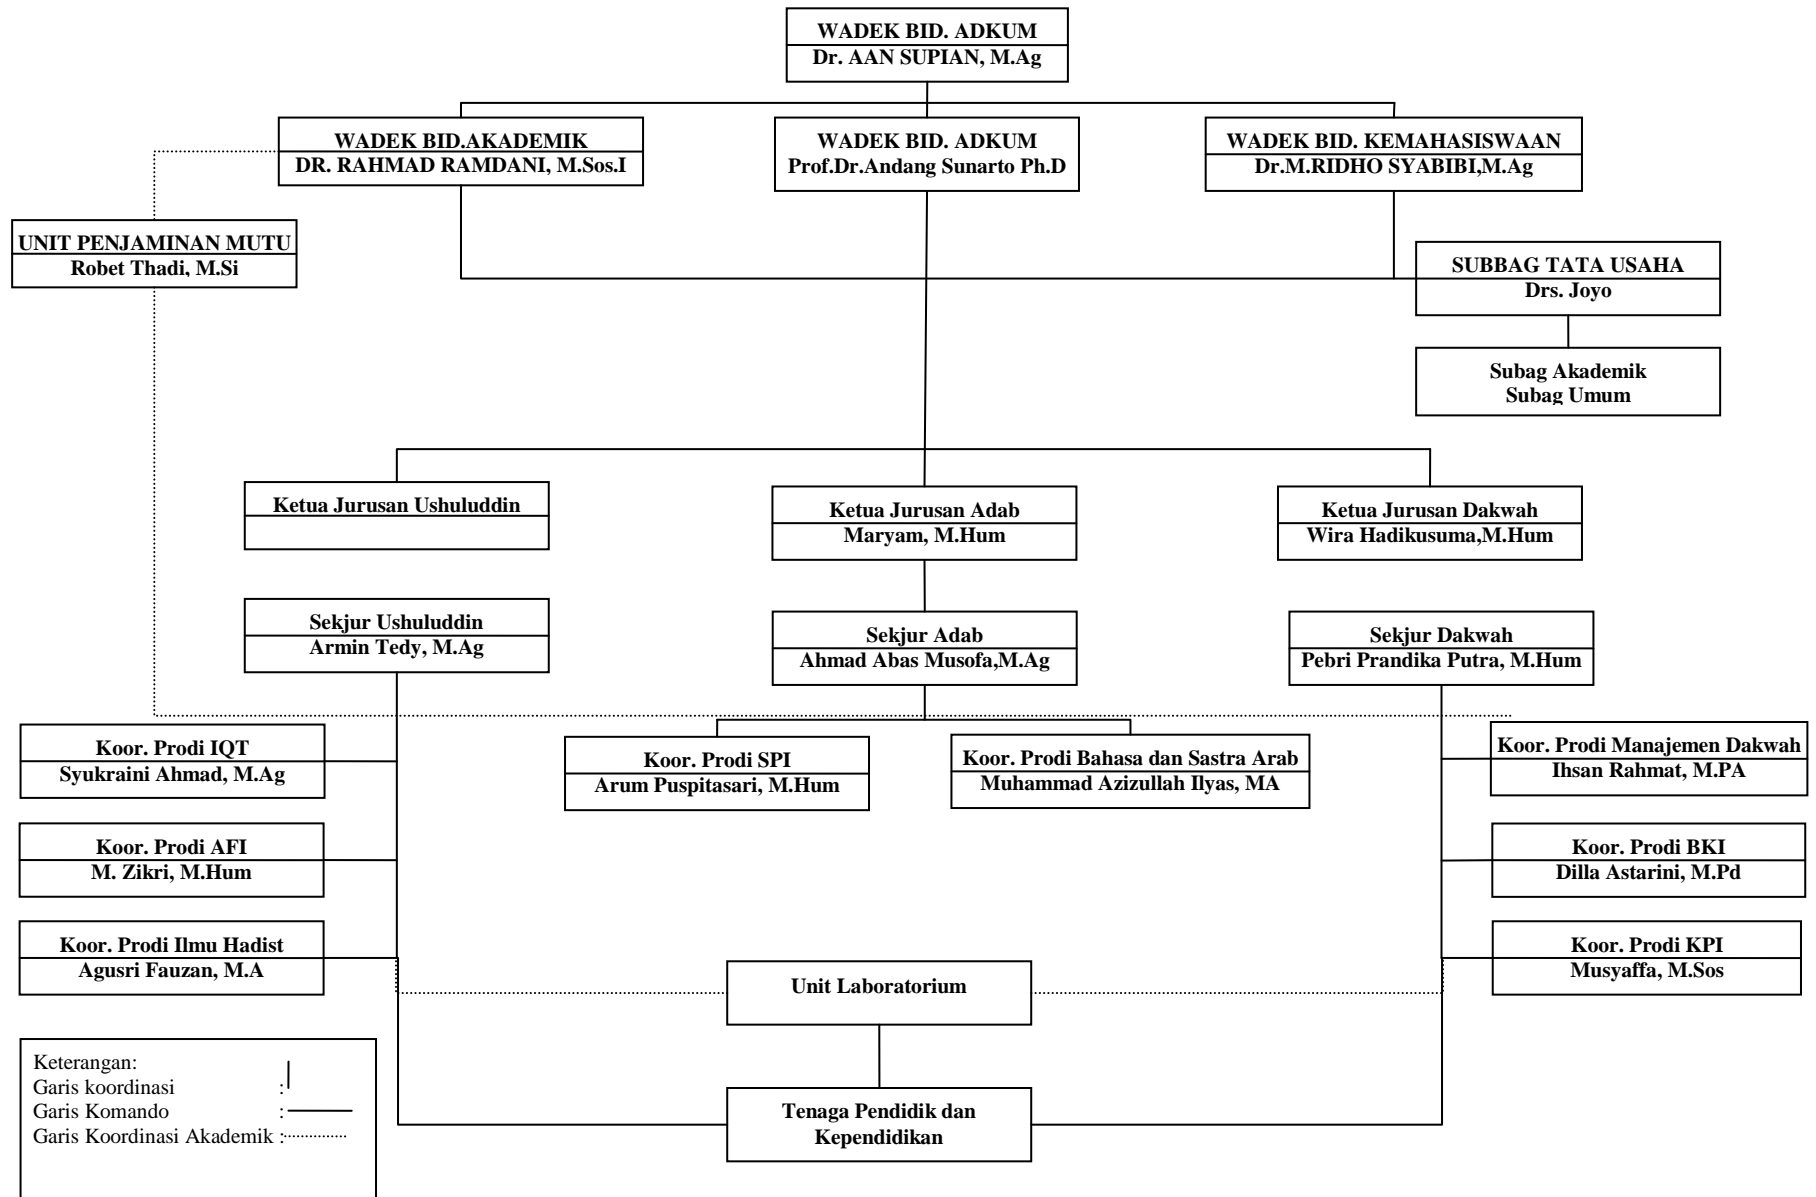 WADEK BID. ADKUM
Dr. AAN SUPIAN, M.Ag
WADEK BID.AKADEMIK
DR. RAHMAD RAMDANI, M.Sos.I
WADEK BID. ADKUM
Prof.Dr.Andang Sunarto Ph.D
WADEK BID. KEMAHASISWAAN
Dr.M.RIDHO SYABIBI,M.Ag
UNIT PENJAMINAN MUTU
Robet Thadi, M.Si
SUBBAG TATA USAHA
Drs. Joyo
Subag Akademik
Subag Umum
Ketua Jurusan Ushuluddin
Ketua Jurusan Adab
Maryam, M.Hum
Ketua Jurusan Dakwah
Wira Hadikusuma,M.Hum
Sekjur Ushuluddin
Armin Tedy, M.Ag
Sekjur Adab
Ahmad Abas Musofa,M.Ag
Sekjur Dakwah
Pebri Prandika Putra, M.Hum
Koor. Prodi IQT
Syukraini Ahmad, M.Ag
Koor. Prodi SPI
Arum Puspitasari, M.Hum
Koor. Prodi Bahasa dan Sastra Arab
Muhammad Azizullah Ilyas, MA
Koor. Prodi Manajemen Dakwah
Ihsan Rahmat, M.PA
Koor. Prodi AFI
M. Zikri, M.Hum
Koor. Prodi BKI
Dilla Astarini, M.Pd
Koor. Prodi Ilmu Hadist
Agusri Fauzan, M.A
Koor. Prodi KPI
Musyaffa, M.Sos
Unit Laboratorium
Tenaga Pendidik dan
Kependidikan
Keterangan:
Garis koordinasi :
Garis Komando :
Garis Koordinasi Akademik :